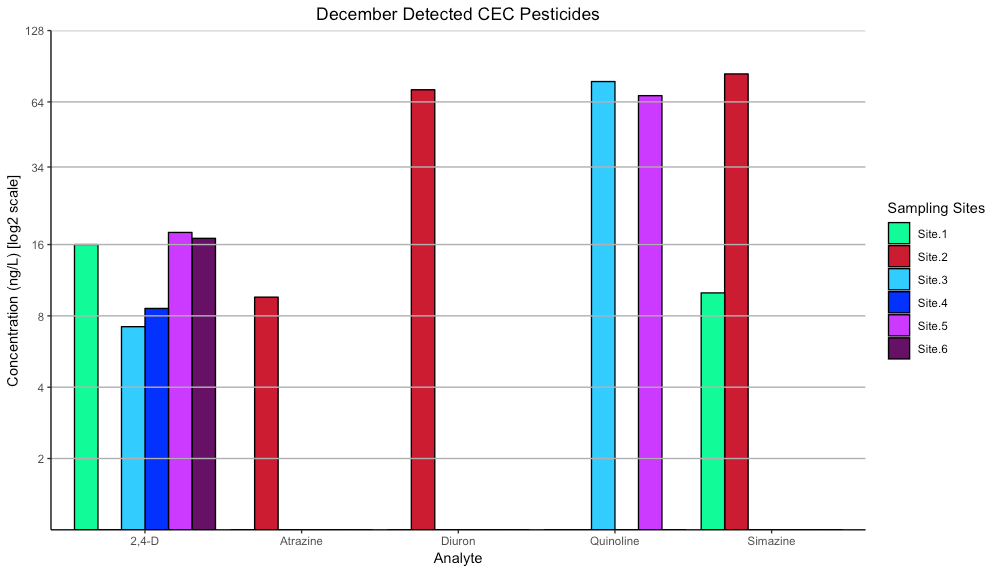 December Detected CEC Pesticides
Concentration (ng/L) [log2 scale]
128
64
34
16
8
4
2
2,4-D
Atrazine
Diuron
Quinoline
Simazine
Analyte
Sampling Sites
Site.1
Site.2
Site.3
Site.4
Site.5
Site.6